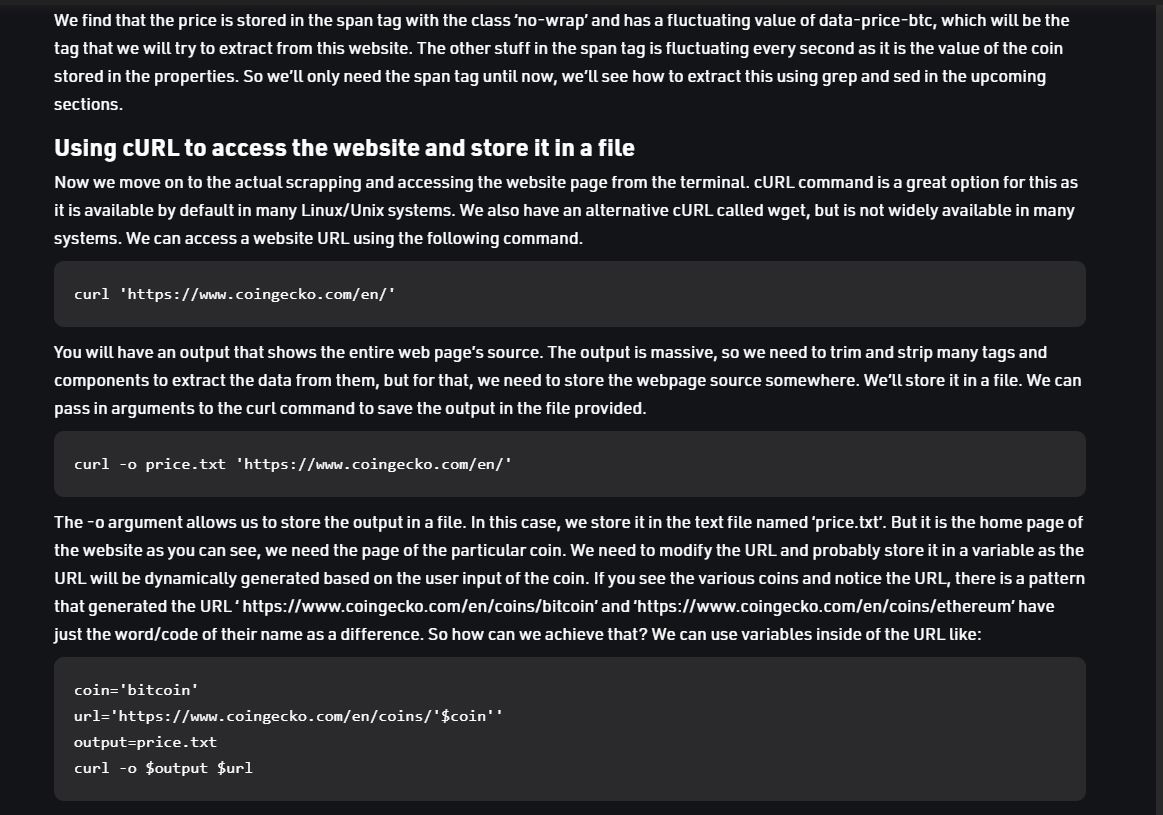 We find that the price is stored in the span tag with the class ‘no-wrap’ and has a fluctuating value of data-price-btc, which will be the
tag that we will try to extract from this website. The other stuff in the span tag is fluctuating every second as it is the value of the coin
stored in the properties. So we’ll only need the span tag until now, we’ll see how to extract this using grep and sed in the upcoming
sections.
Using cURL to access the website and store it in a file
Now we move on to the actual scrapping and accessing the website page from the terminal. cURL command is a great option for this as
it is available by default in many Linux/Unix systems. We also have an alternative cURL called wget, but is not widely available in many
systems. We can access a website URL using the following command.
curl 'https://www.coingecko.com/en/'
You will have an output that shows the entire web page’s source. The output is massive, so we need to trim and strip many tags and
components to extract the data from them, but for that, we need to store the webpage source somewhere. We’ll store it in a file. We can
pass in arguments to the curl command to save the output in the file provided.
curl -o price.txt 'https://www.coingecko.com/en/'
The -o argument allows us to store the output in a file. In this case, we store it in the text file named ‘price.txt’. But it is the home page of
the website as you can see, we need the page of the particular coin. We need to modify the URL and probably store it in a variable as the
URL will be dynamically generated based on the user input of the coin. If you see the various coins and notice the URL, there is a pattern
that generated the URL ‘ https://www.coingecko.com/en/coins/bitcoin’ and ‘https://www.coingecko.com/en/coins/ethereum’ have
just the word/code of their name as a difference. So how can we achieve that? We can use variables inside of the URL like:
coin='bitcoin'
url='https://www.coingecko.com/en/coins/'$coin''
output=price.txt
curl -o $output $url